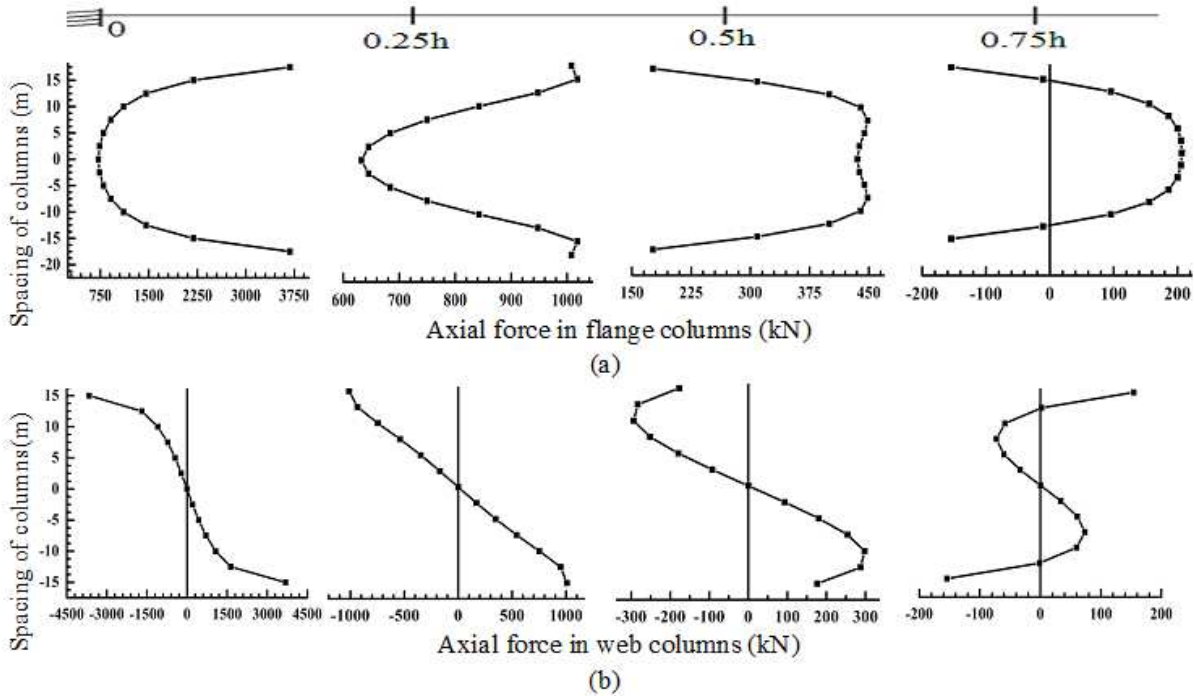 0 0.25h 0.5h 0.75h
Spacing of columns (m)
15
10
5
0
-5
-10
-15
-20
750 1500 2250 3000 3750
600 700 800 900 1000
150 225 300 375 450
-200 -100 0 100 200
Axial force in flange columns (kN)
(a)
Spacing of columns(m)
15
10
5
0
-5
-10
-15
-4500 -3000 -1500 0 1500 3000 4500
-1000 -500 0 500 1000
-300 -200 -100 0 100 200 300
-200 -100 0 100 200
Axial force in web columns (kN)
(b)